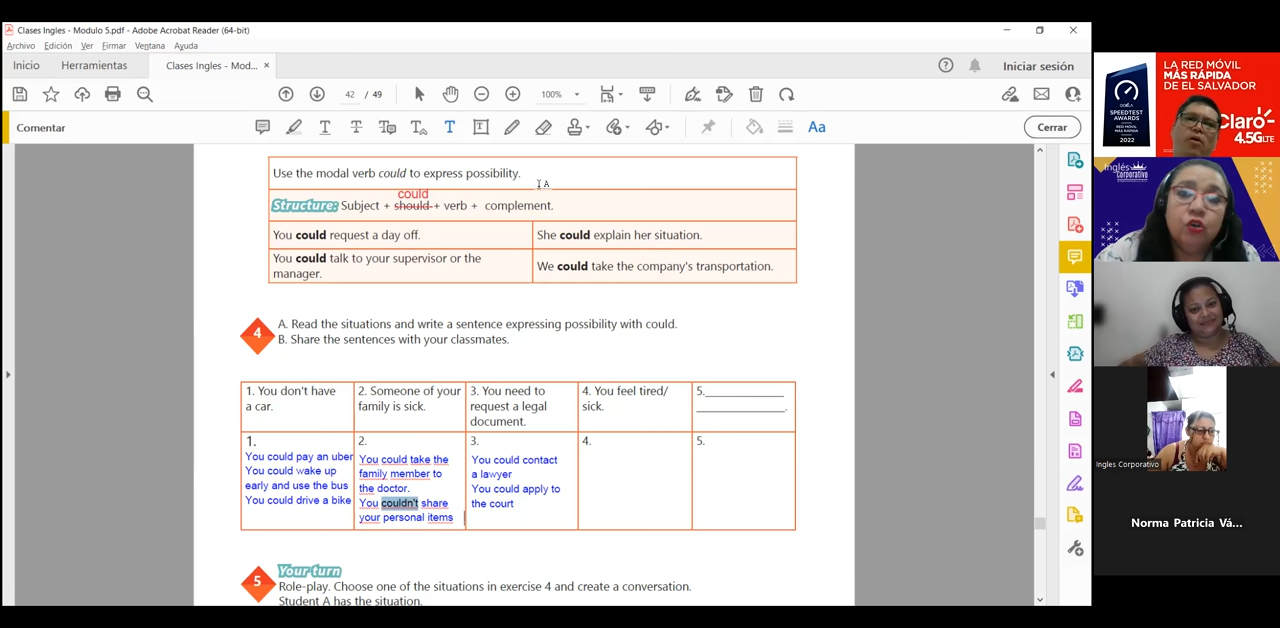 Clases Ingles - Modulo 5.pdf - Adobe Acrobat Reader (64-bit)
Archivo Edición Ver Firmar Ventana Ayuda
Inicio Herramientas Clases Ingles - Mod... × Iniciar sesión
42 / 49 100%
Comentar Aa Cerrar
Use the modal verb could to express possibility.
could
Structure: Subject + should + verb + complement.
You could request a day off.
She could explain her situation.
You could talk to your supervisor or the
manager.
We could take the company's transportation.
4
A. Read the situations and write a sentence expressing possibility with could.
B. Share the sentences with your classmates.
1. You don't have
a car.
2. Someone of your
family is sick.
3. You need to
request a legal
document.
4. You feel tired/
sick.
5.______________
________________.
1.
You could pay an uber
You could wake up
early and use the bus
You could drive a bike
2.
You could take the
family member to
the doctor.
You couldn't share
your personal items
3.
You could contact
a lawyer
You could apply to
the court
4.
5.
5
Your turn
Role-play. Choose one of the situations in exercise 4 and create a conversation.
Student A has the situation.
OOKLA
SPEEDTEST
AWARDS
RED MÓVIL
MÁS RÁPIDA
2022
LA RED MÓVIL
MÁS RÁPIDA
DE EL SALVADOR
Claro
4.5G LTE
Inglés
Corporativo
Ingles Corporativo
Norma Patricia Vá...